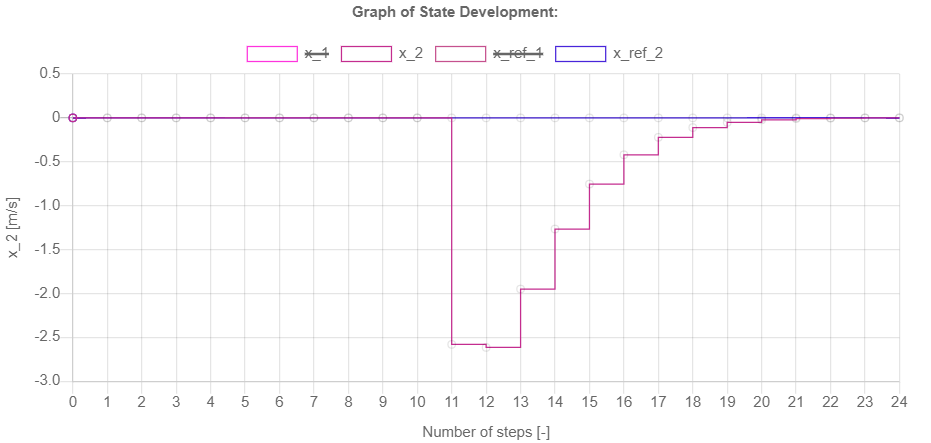 Graph of State Development:
x_1 x_2 x_ref_1 x_ref_2
0.5
0
-0.5
-1.0
-1.5
-2.0
-2.5
-3.0
x_2 [m/s]
0 1 2 3 4 5 6 7 8 9 10 11 12 13 14 15 16 17 18 19 20 21 22 23 24
Number of steps [-]